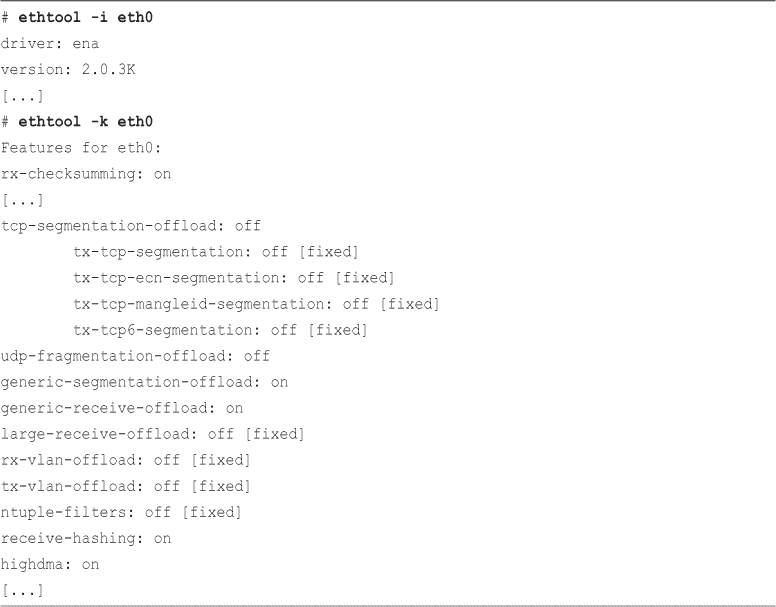 # ethtool -i eth0
driver: ena
version: 2.0.3K
[...]
# ethtool -k eth0
Features for eth0:
rx-checksumming: on
[...]
tcp-segmentation-offload: off
        tx-tcp-segmentation: off [fixed]
        tx-tcp-ecn-segmentation: off [fixed]
        tx-tcp-mangleid-segmentation: off [fixed]
        tx-tcp6-segmentation: off [fixed]
udp-fragmentation-offload: off
generic-segmentation-offload: on
generic-receive-offload: on
large-receive-offload: off [fixed]
rx-vlan-offload: off [fixed]
tx-vlan-offload: off [fixed]
ntuple-filters: off [fixed]
receive-hashing: on
highdma: on
[...]